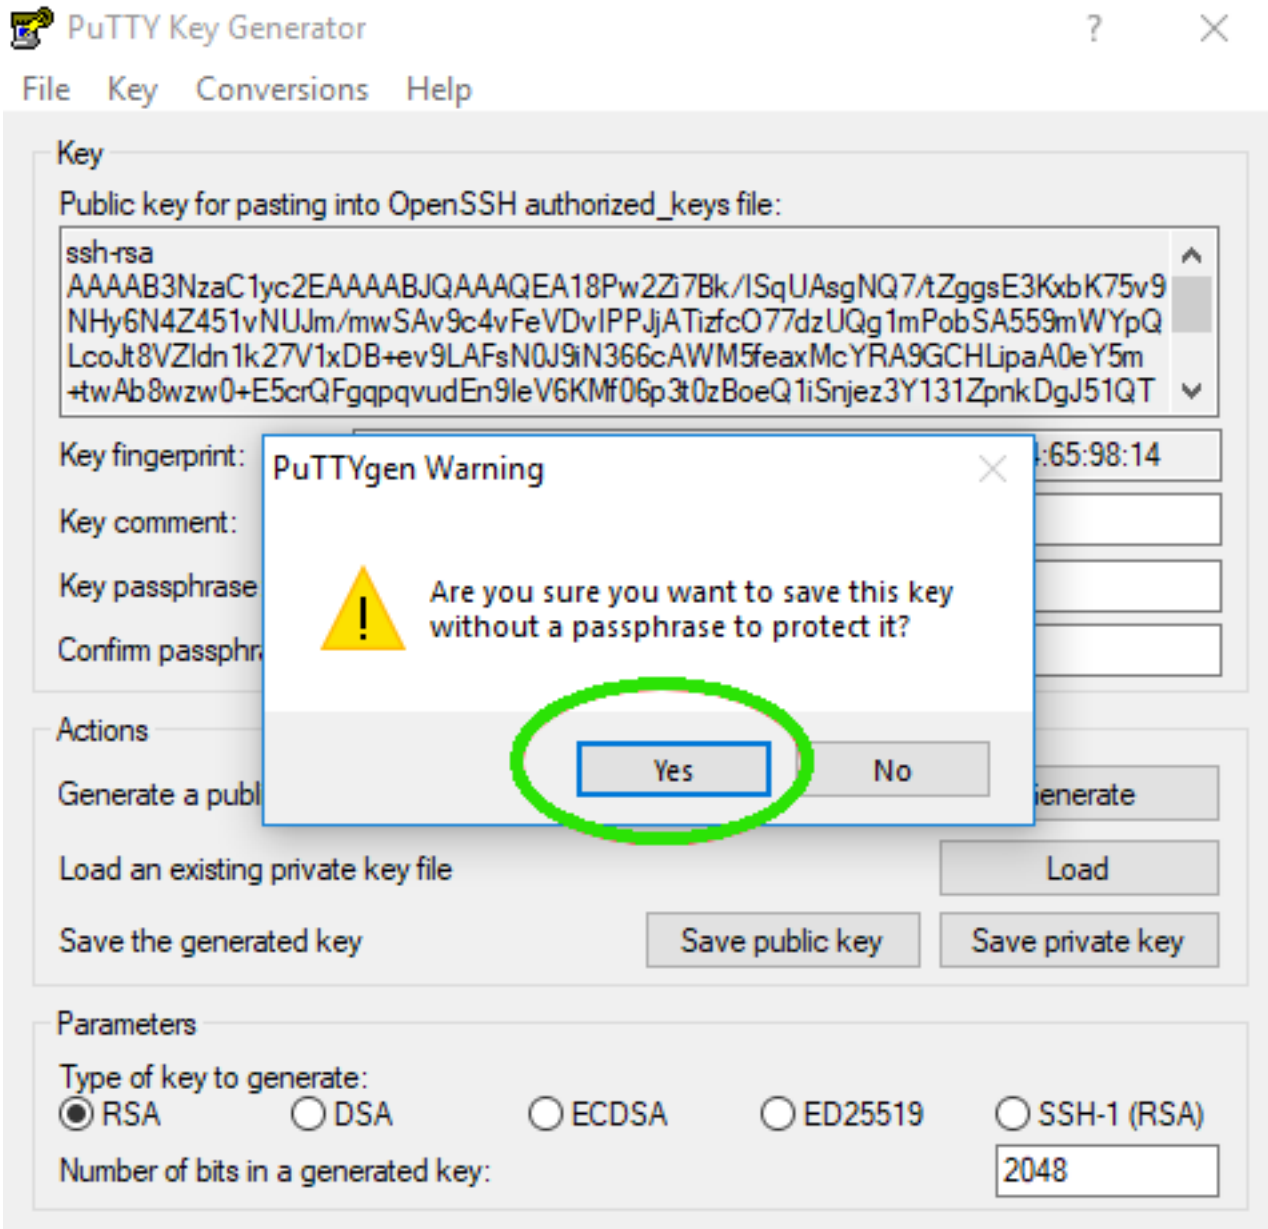 PuTTY Key Generator
File Key Conversions Help
Key
Public key for pasting into OpenSSH authorized_keys file:
ssh-rsa
AAAAB3NzaC1yc2EAAAABJQAAAQEA18Pw2Zi7Bk/ISqUAsgNQ7/tZggsE3KxbK75v9
NHy6N4Z451vNUJm/mwSAv9c4vFeVDvIPPJjATizfcO77dzUQg1mPobSA559mWYpQ
LcoJt8VZIdn1k27V1xDB+ev9LAFsN0J9iN366cAWM5feaxMcYRA9GCHLipaA0eY5m
+twAb8wzw0+E5crQFgqpqvudEn9IeV6KMf06p3t0zBoeQ1iSnjez3Y131ZpnkDgJ51QT
Key fingerprint: :65:98:14
Key comment:
Key passphrase
Confirm passphra
PuTTYgen Warning
Are you sure you want to save this key
without a passphrase to protect it?
Yes No
Actions
Generate a publ enerate
Load an existing private key file Load
Save the generated key Save public key Save private key
Parameters
Type of key to generate:
RSA DSA ECDSA ED25519 SSH-1 (RSA)
Number of bits in a generated key: 2048